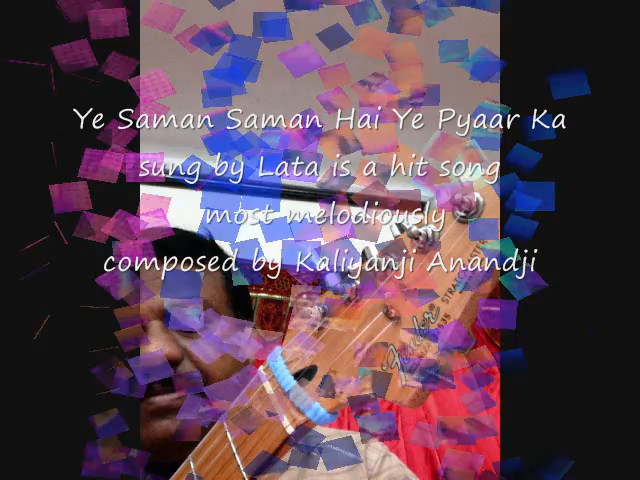 Ye Saman Saman Hai Ye Pyaar Ka
sung by Lata is a hit song
most melodiously
composed by Kaliyanji Anandji
Fender